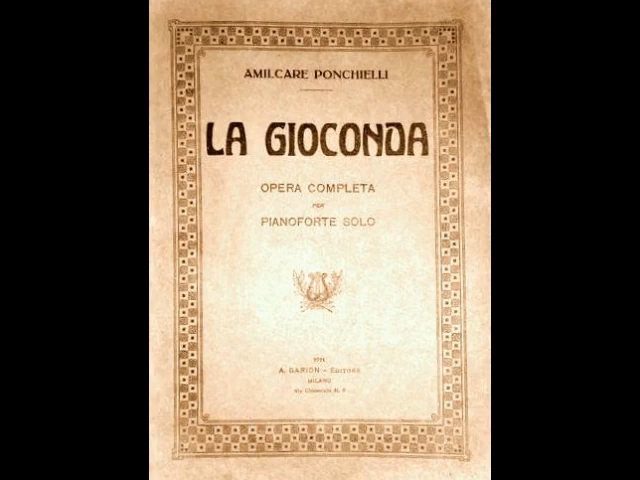 AMILCARE PONCHIELLI
LA GIOCONDA
OPERA COMPLETA
PER
PIANOFORTE SOLO
A. BARION - EDITORE
MILANO